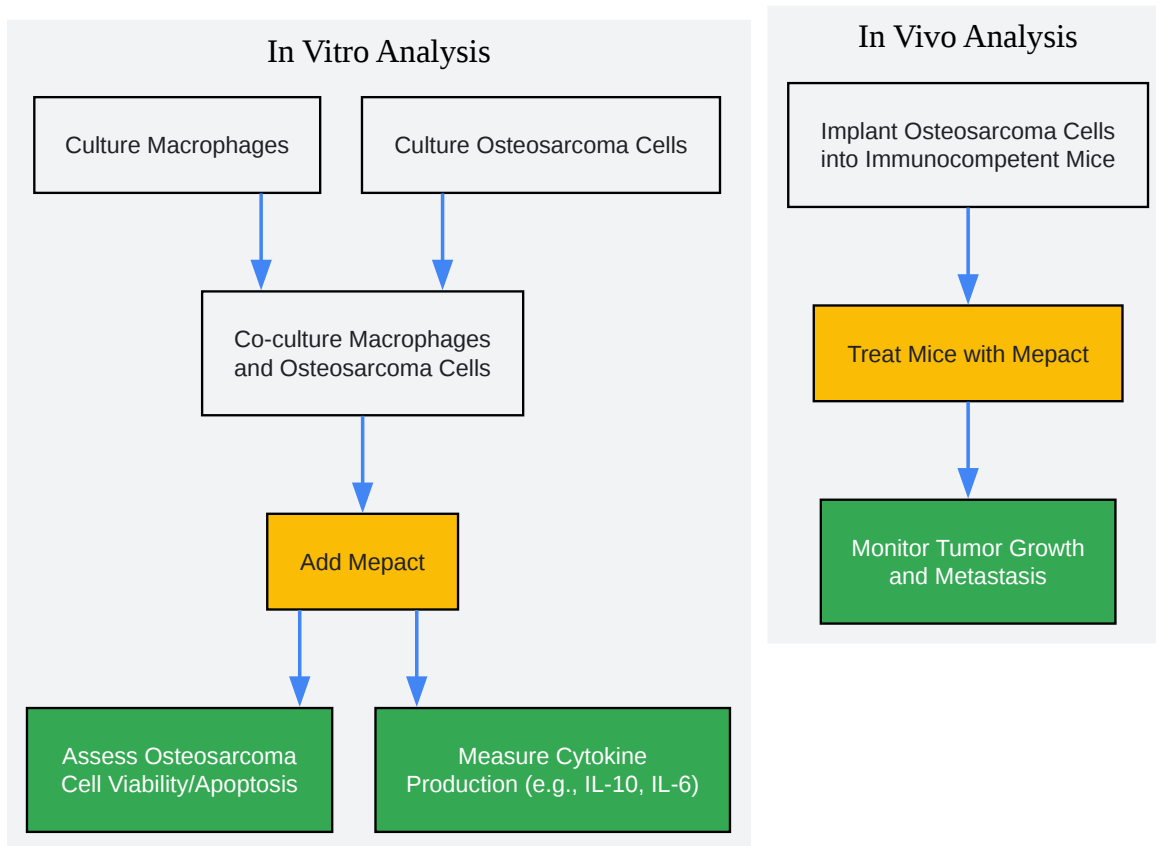 In Vitro Analysis
Culture Macrophages
Culture Osteosarcoma Cells
Co-culture Macrophages
and Osteosarcoma Cells
Add Mepact
Assess Osteosarcoma
Cell Viability/Apoptosis
Measure Cytokine
Production (e.g., IL-10, IL-6)
In Vivo Analysis
Implant Osteosarcoma Cells
into Immunocompetent Mice
Treat Mice with Mepact
Monitor Tumor Growth
and Metastasis